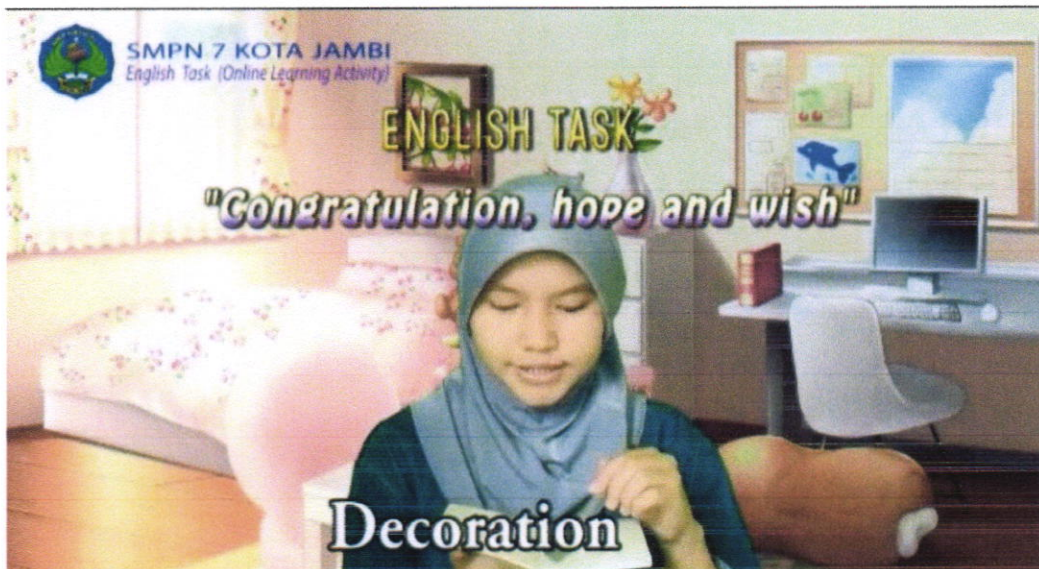 SMPN 7 KOTA JAMBI
English Task (Online Learning Activity)
ENGLISH TASK
"Congratulation, hope and wish"
Decoration